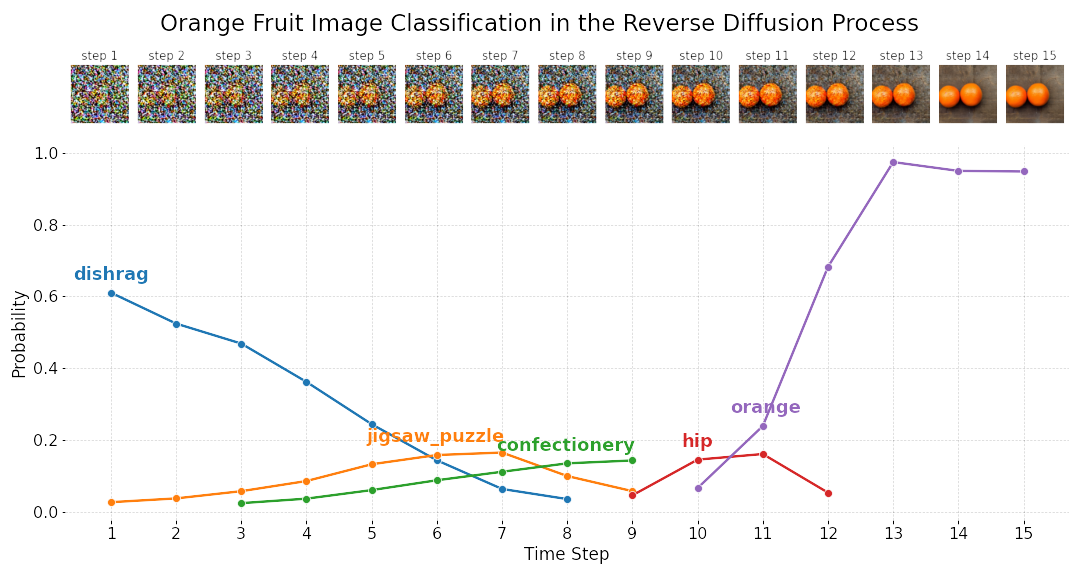 Orange Fruit Image Classification in the Reverse Diffusion Process
step 1 step 2 step 3 step 4 step 5 step 6 step 7 step 8 step 9 step 10 step 11 step 12 step 13 step 14 step 15
1.0
0.8
dishrag
0.6
Probability
0.4
orange
jigsaw_puzzle
confectionery
hip
0.2
0.0
1 2 3 4 5 6 7 8 9 10 11 12 13 14 15
Time Step